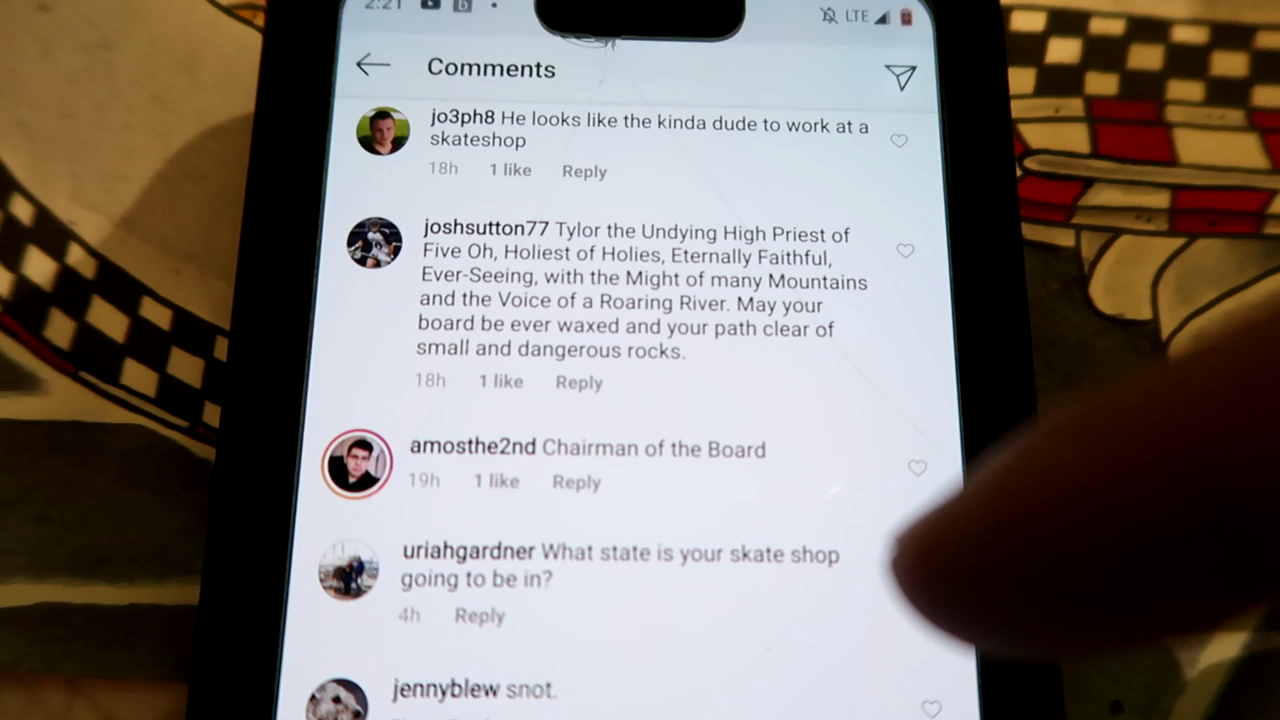 2:21
LTE
Comments
jo3ph8 He looks like the kinda dude to work at a
skateshop
18h 1 like Reply
joshsutton77 Tylor the Undying High Priest of
Five Oh, Holiest of Holies, Eternally Faithful,
Ever-Seeing, with the Might of many Mountains
and the Voice of a Roaring River. May your
board be ever waxed and your path clear of
small and dangerous rocks.
18h 1 like Reply
amosthe2nd Chairman of the Board
19h 1 like Reply
uriahgardner What state is your skate shop
going to be in?
4h Reply
jennyblew snot.